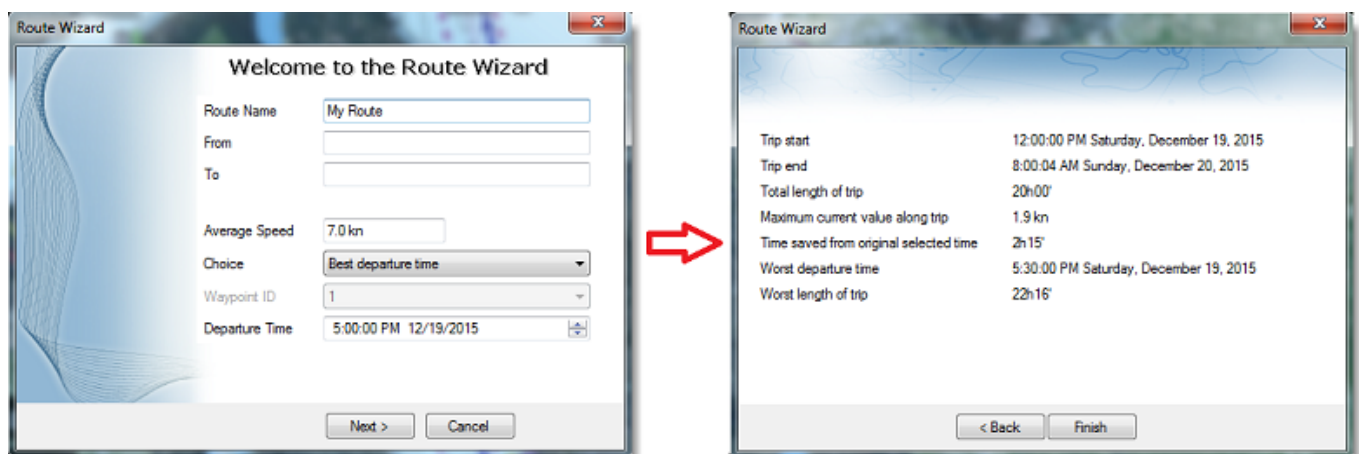 Route Wizard
Welcome to the Route Wizard
Route Name My Route
From
To
Average Speed 7.0 kn
Choice Best departure time
Waypoint ID 1
Departure Time 5:00:00 PM 12/19/2015
Next > Cancel
Route Wizard
Trip start 12:00:00 PM Saturday, December 19, 2015
Trip end 8:00:04 AM Sunday, December 20, 2015
Total length of trip 20h00'
Maximum current value along trip 1.9 kn
Time saved from original selected time 2h15'
Worst departure time 5:30:00 PM Saturday, December 19, 2015
Worst length of trip 22h16'
< Back Finish